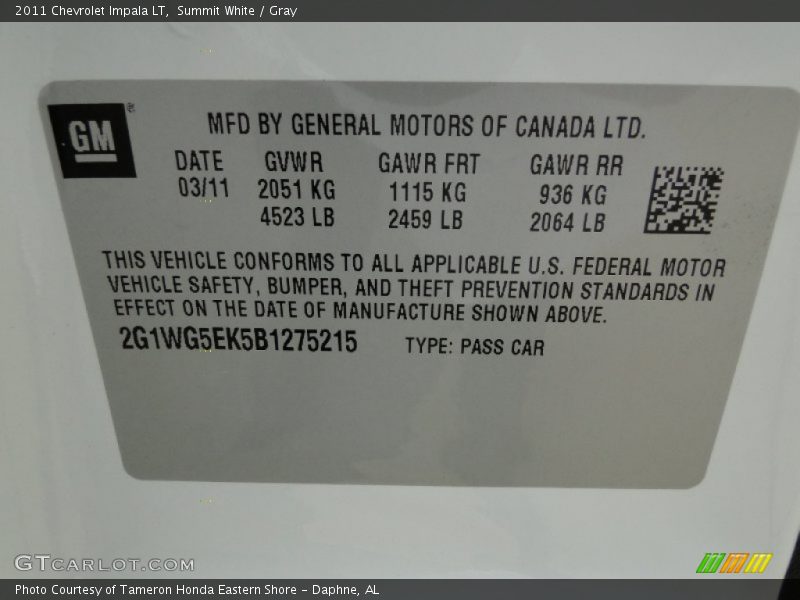 2011 Chevrolet Impala LT,  Summit White / Gray
GM ®
MFD BY GENERAL MOTORS OF CANADA LTD.
DATE GVWR GAWR FRT GAWR RR
03/11 2051 KG 1115 KG 936 KG
4523 LB 2459 LB 2064 LB
THIS VEHICLE CONFORMS TO ALL APPLICABLE U.S. FEDERAL MOTOR
VEHICLE SAFETY, BUMPER, AND THEFT PREVENTION STANDARDS IN
EFFECT ON THE DATE OF MANUFACTURE SHOWN ABOVE.
2G1WG5EK5B1275215 TYPE: PASS CAR
GTCARLOT.COM
Photo Courtesy of Tameron Honda Eastern Shore - Daphne, AL